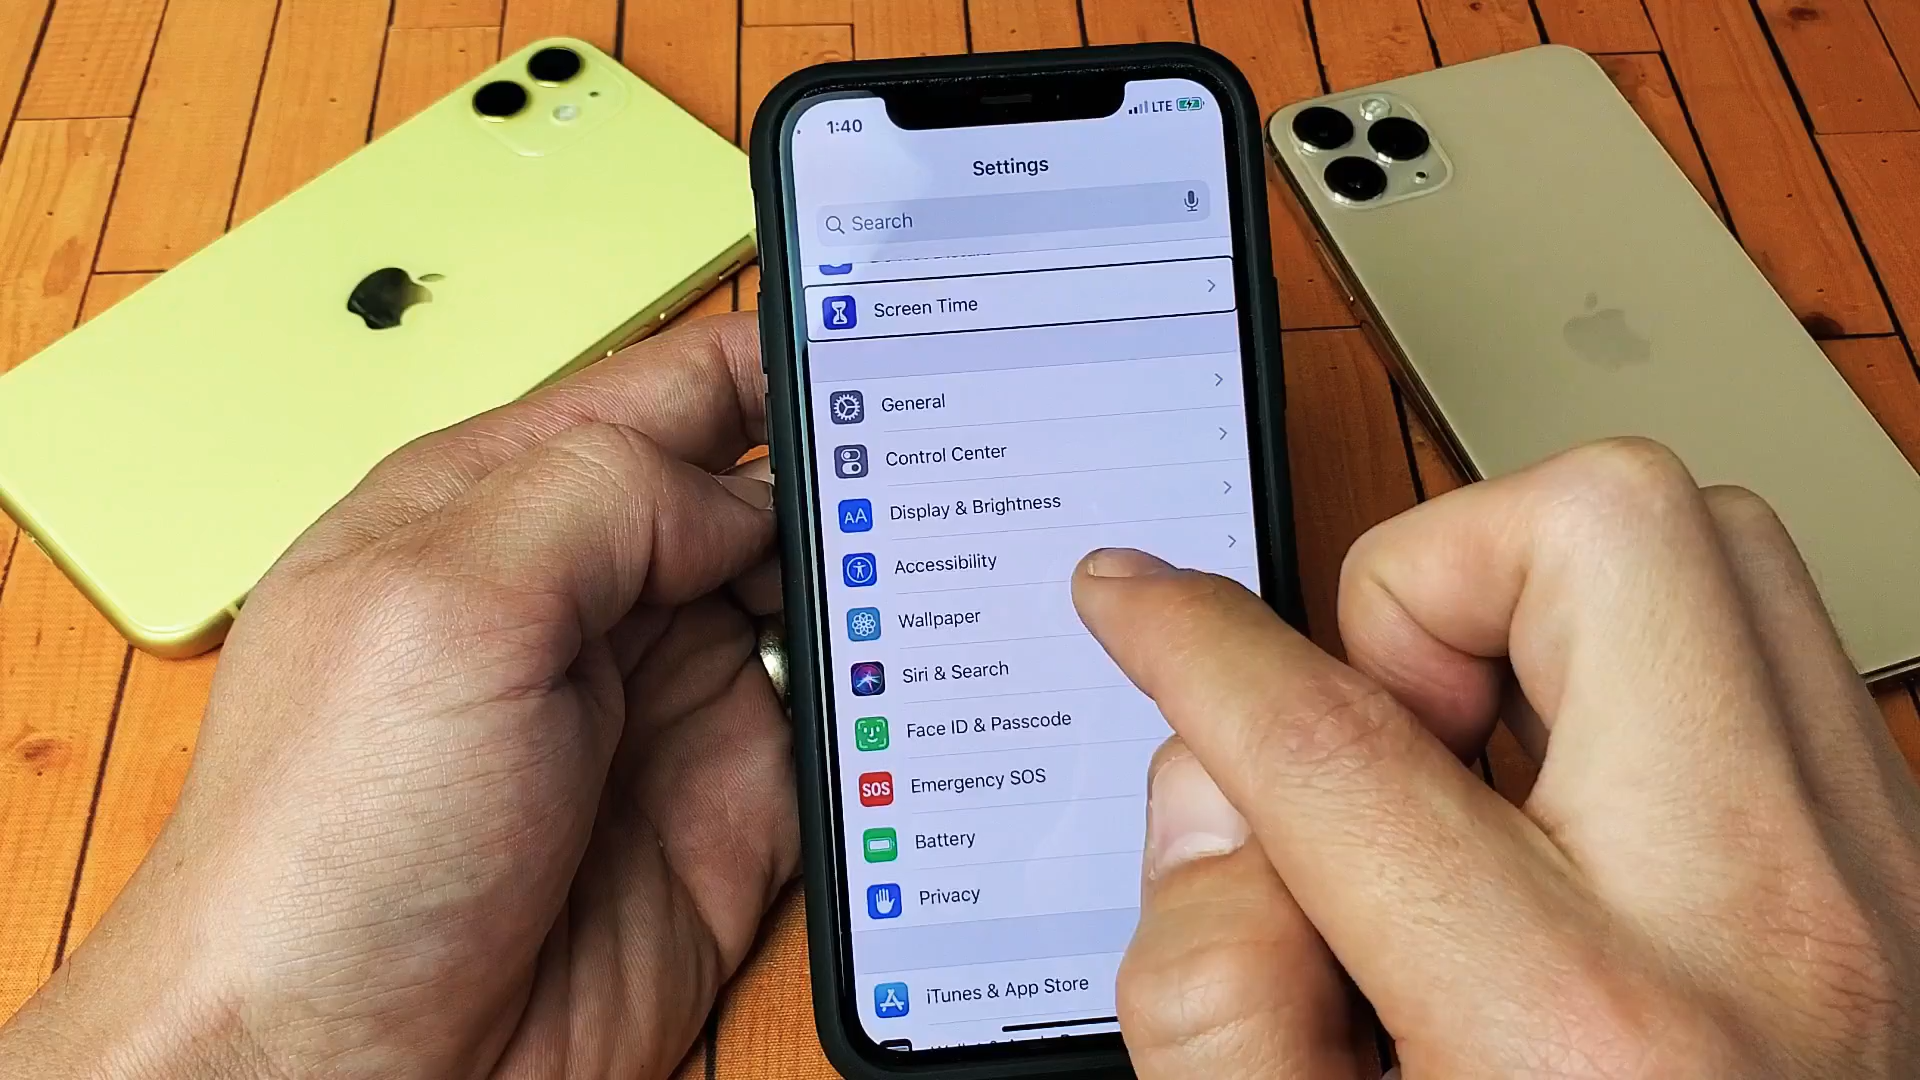 1:40
LTE
Settings
Search
Screen Time
General
Control Center
AA
Display & Brightness
Accessibility
Wallpaper
Siri & Search
Face ID & Passcode
SOS
Emergency SOS
Battery
Privacy
iTunes & App Store